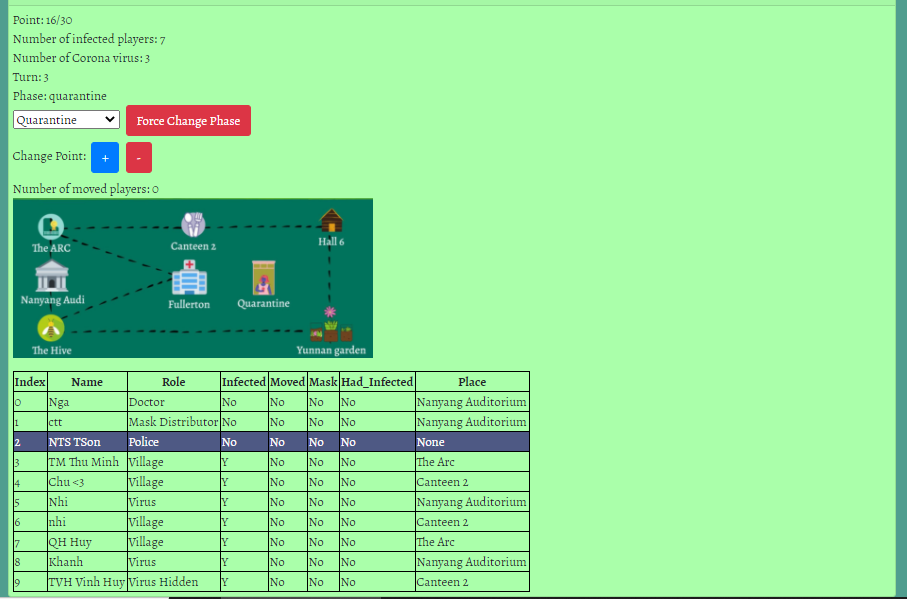 Point: 16/30
Number of infected players: 7
Number of Corona virus: 3
Turn: 3
Phase: quarantine
Quarantine Force Change Phase
Change Point: + -
Number of moved players: 0
The ARC Canteen 2 Hall 6
Nanyang Audi Fullerton Quarantine
The Hive Yunnan garden
Index Name Role Infected Moved Mask Had_Infected Place
0 Nga Doctor No No No No Nanyang Auditorium
1 ctt Mask Distributor No No No No Nanyang Auditorium
2 NTS TSon Police No No No No None
3 TM Thu Minh Village Y No No No The Arc
4 Chu <3 Village Y No No No Canteen 2
5 Nhi Virus Y No No No Nanyang Auditorium
6 nhi Village Y No No No Canteen 2
7 QH Huy Village Y No No No The Arc
8 Khanh Virus Y No No No Nanyang Auditorium
9 TVH Vinh Huy Virus Hidden Y No No No Canteen 2